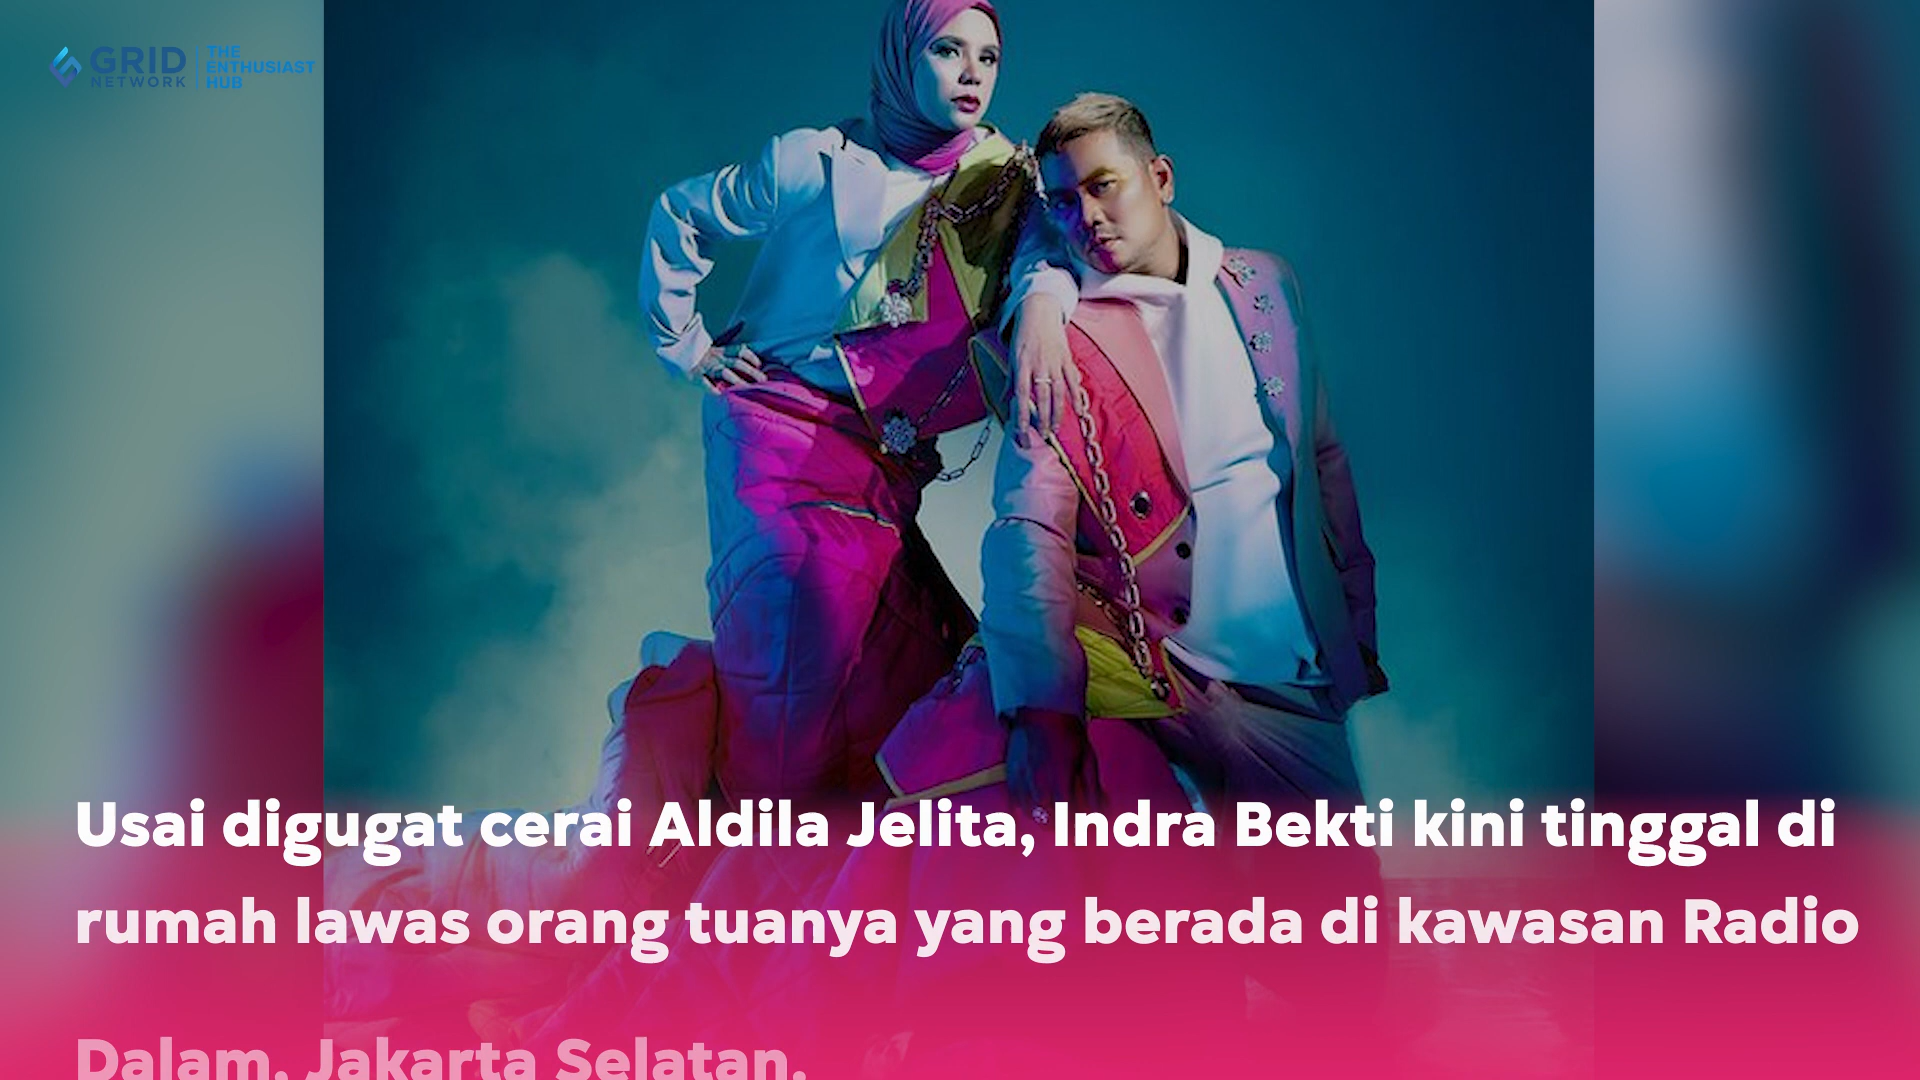 GRID
NETWORK
THE
ENTHUSIAST
HUB
Usai digugat cerai Aldila Jelita, Indra Bekti kini tinggal di
rumah lawas orang tuanya yang berada di kawasan Radio
Dalam, Jakarta Selatan.